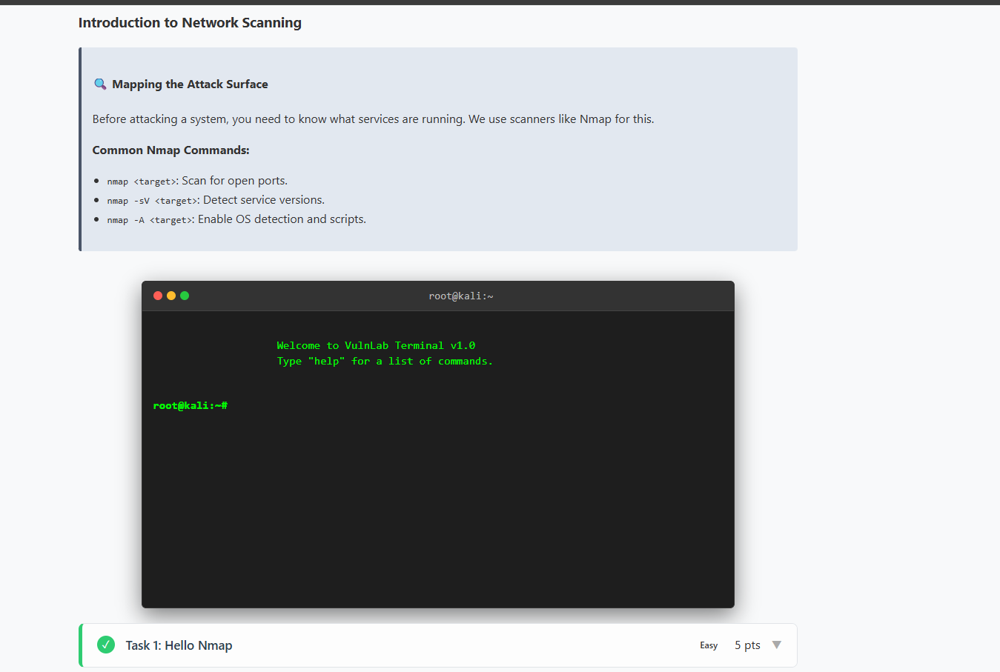 Introduction to Network Scanning
🔍 Mapping the Attack Surface
Before attacking a system, you need to know what services are running. We use scanners like Nmap for this.
Common Nmap Commands:
• nmap <target>: Scan for open ports.
• nmap -sV <target>: Detect service versions.
• nmap -A <target>: Enable OS detection and scripts.
root@kali:~
Welcome to VulnLab Terminal v1.0
Type "help" for a list of commands.
root@kali:~#
✓ Task 1: Hello Nmap Easy 5 pts ▼